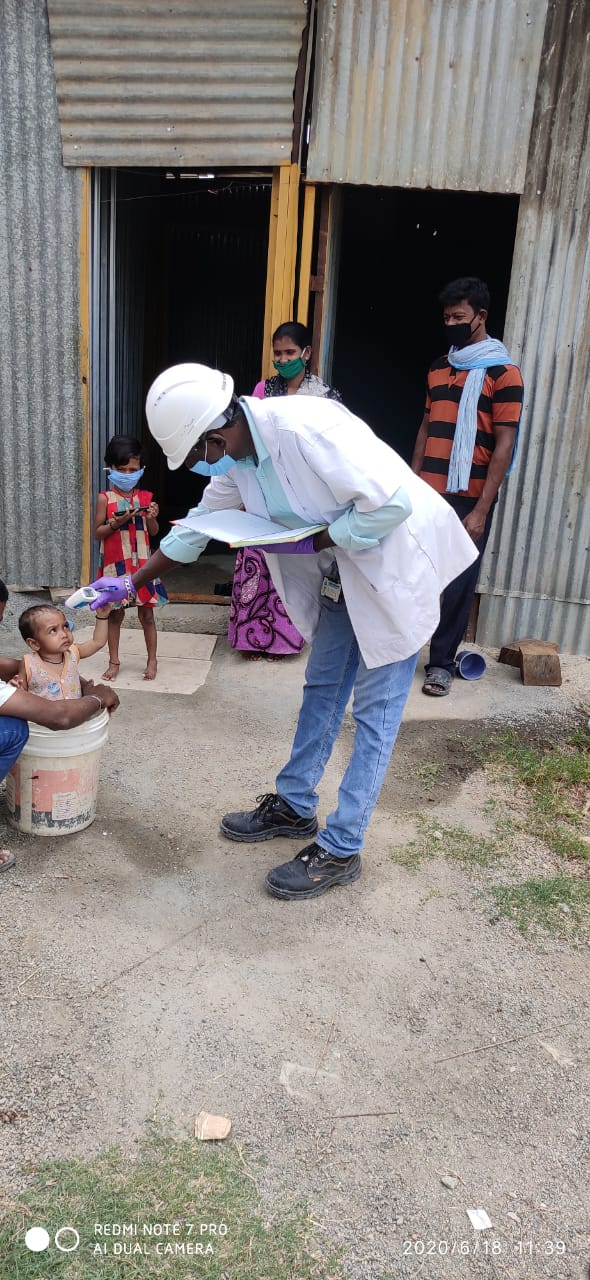 REDMI NOTE 7 PRO
AI DUAL CAMERA
2020/6/18 11:39